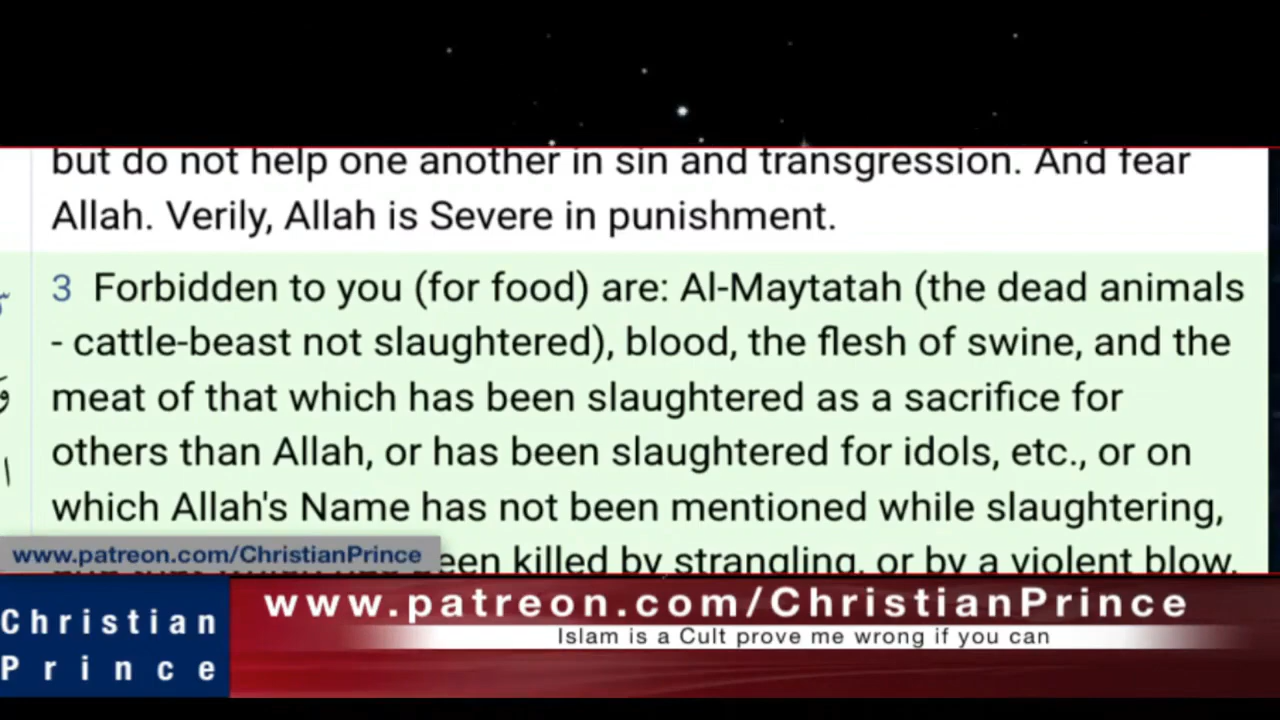 but do not help one another in sin and transgression. And fear
Allah. Verily, Allah is Severe in punishment.
3 Forbidden to you (for food) are: Al-Maytatah (the dead animals
- cattle-beast not slaughtered), blood, the flesh of swine, and the
meat of that which has been slaughtered as a sacrifice for
others than Allah, or has been slaughtered for idols, etc., or on
which Allah's Name has not been mentioned while slaughtering,
killed by strangling, or by a violent blow,
www.patreon.com/ChristianPrince
Christian
Prince
www.patreon.com/ChristianPrince
Islam is a Cult prove me wrong if you can